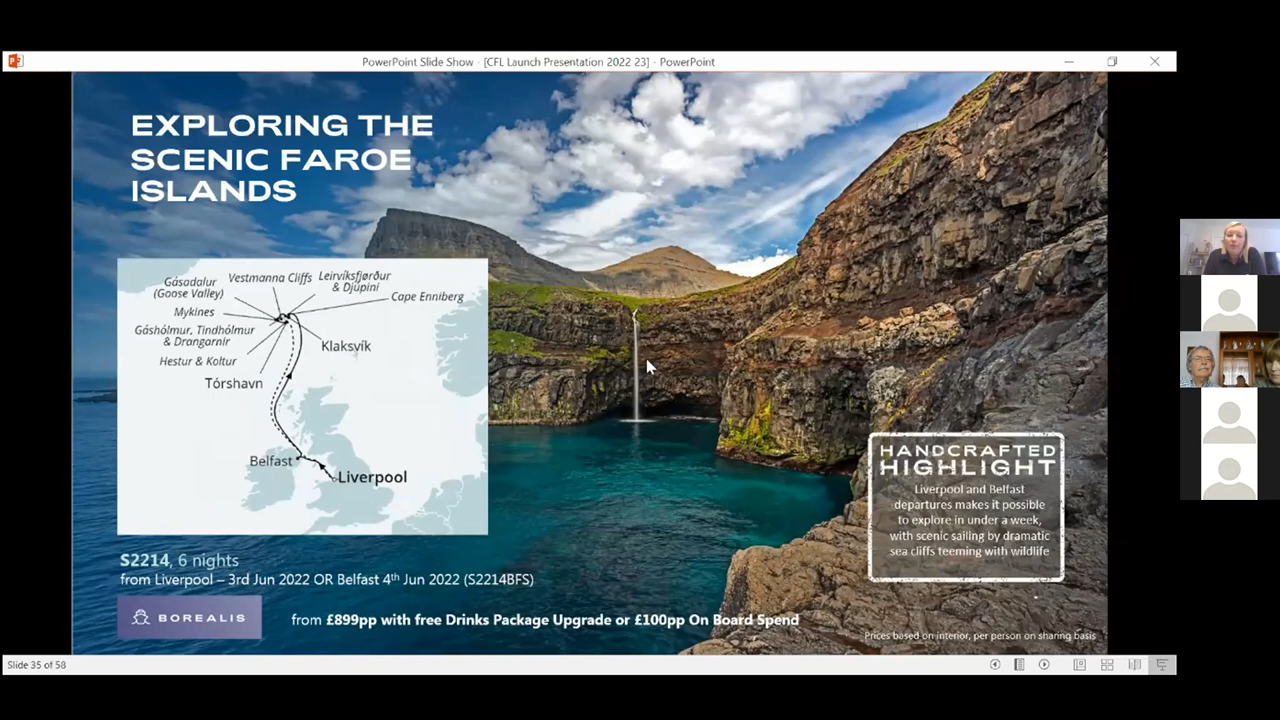 PowerPoint Slide Show - [CFL Launch Presentation 2022 23] - PowerPoint
EXPLORING THE
SCENIC FAROE
ISLANDS
Gásadalur
(Goose Valley)
Vestmanna Cliffs
Leirvíksfjørður
& Djupini
Cape Enniberg
Mykines
Gáshólmur, Tindhólmur
& Drangarnir
Klaksvík
Hestur & Koltur
Tórshavn
Belfast
Liverpool
HANDCRAFTED
HIGHLIGHT
Liverpool and Belfast
departures makes it possible
to explore in under a week,
with scenic sailing by dramatic
sea cliffs teeming with wildlife
S2214, 6 nights
from Liverpool – 3rd Jun 2022 OR Belfast 4th Jun 2022 (S2214BFS)
BOREALIS
from £899pp with free Drinks Package Upgrade or £100pp On Board Spend
Prices based on interior, per person on sharing basis
Slide 35 of 58